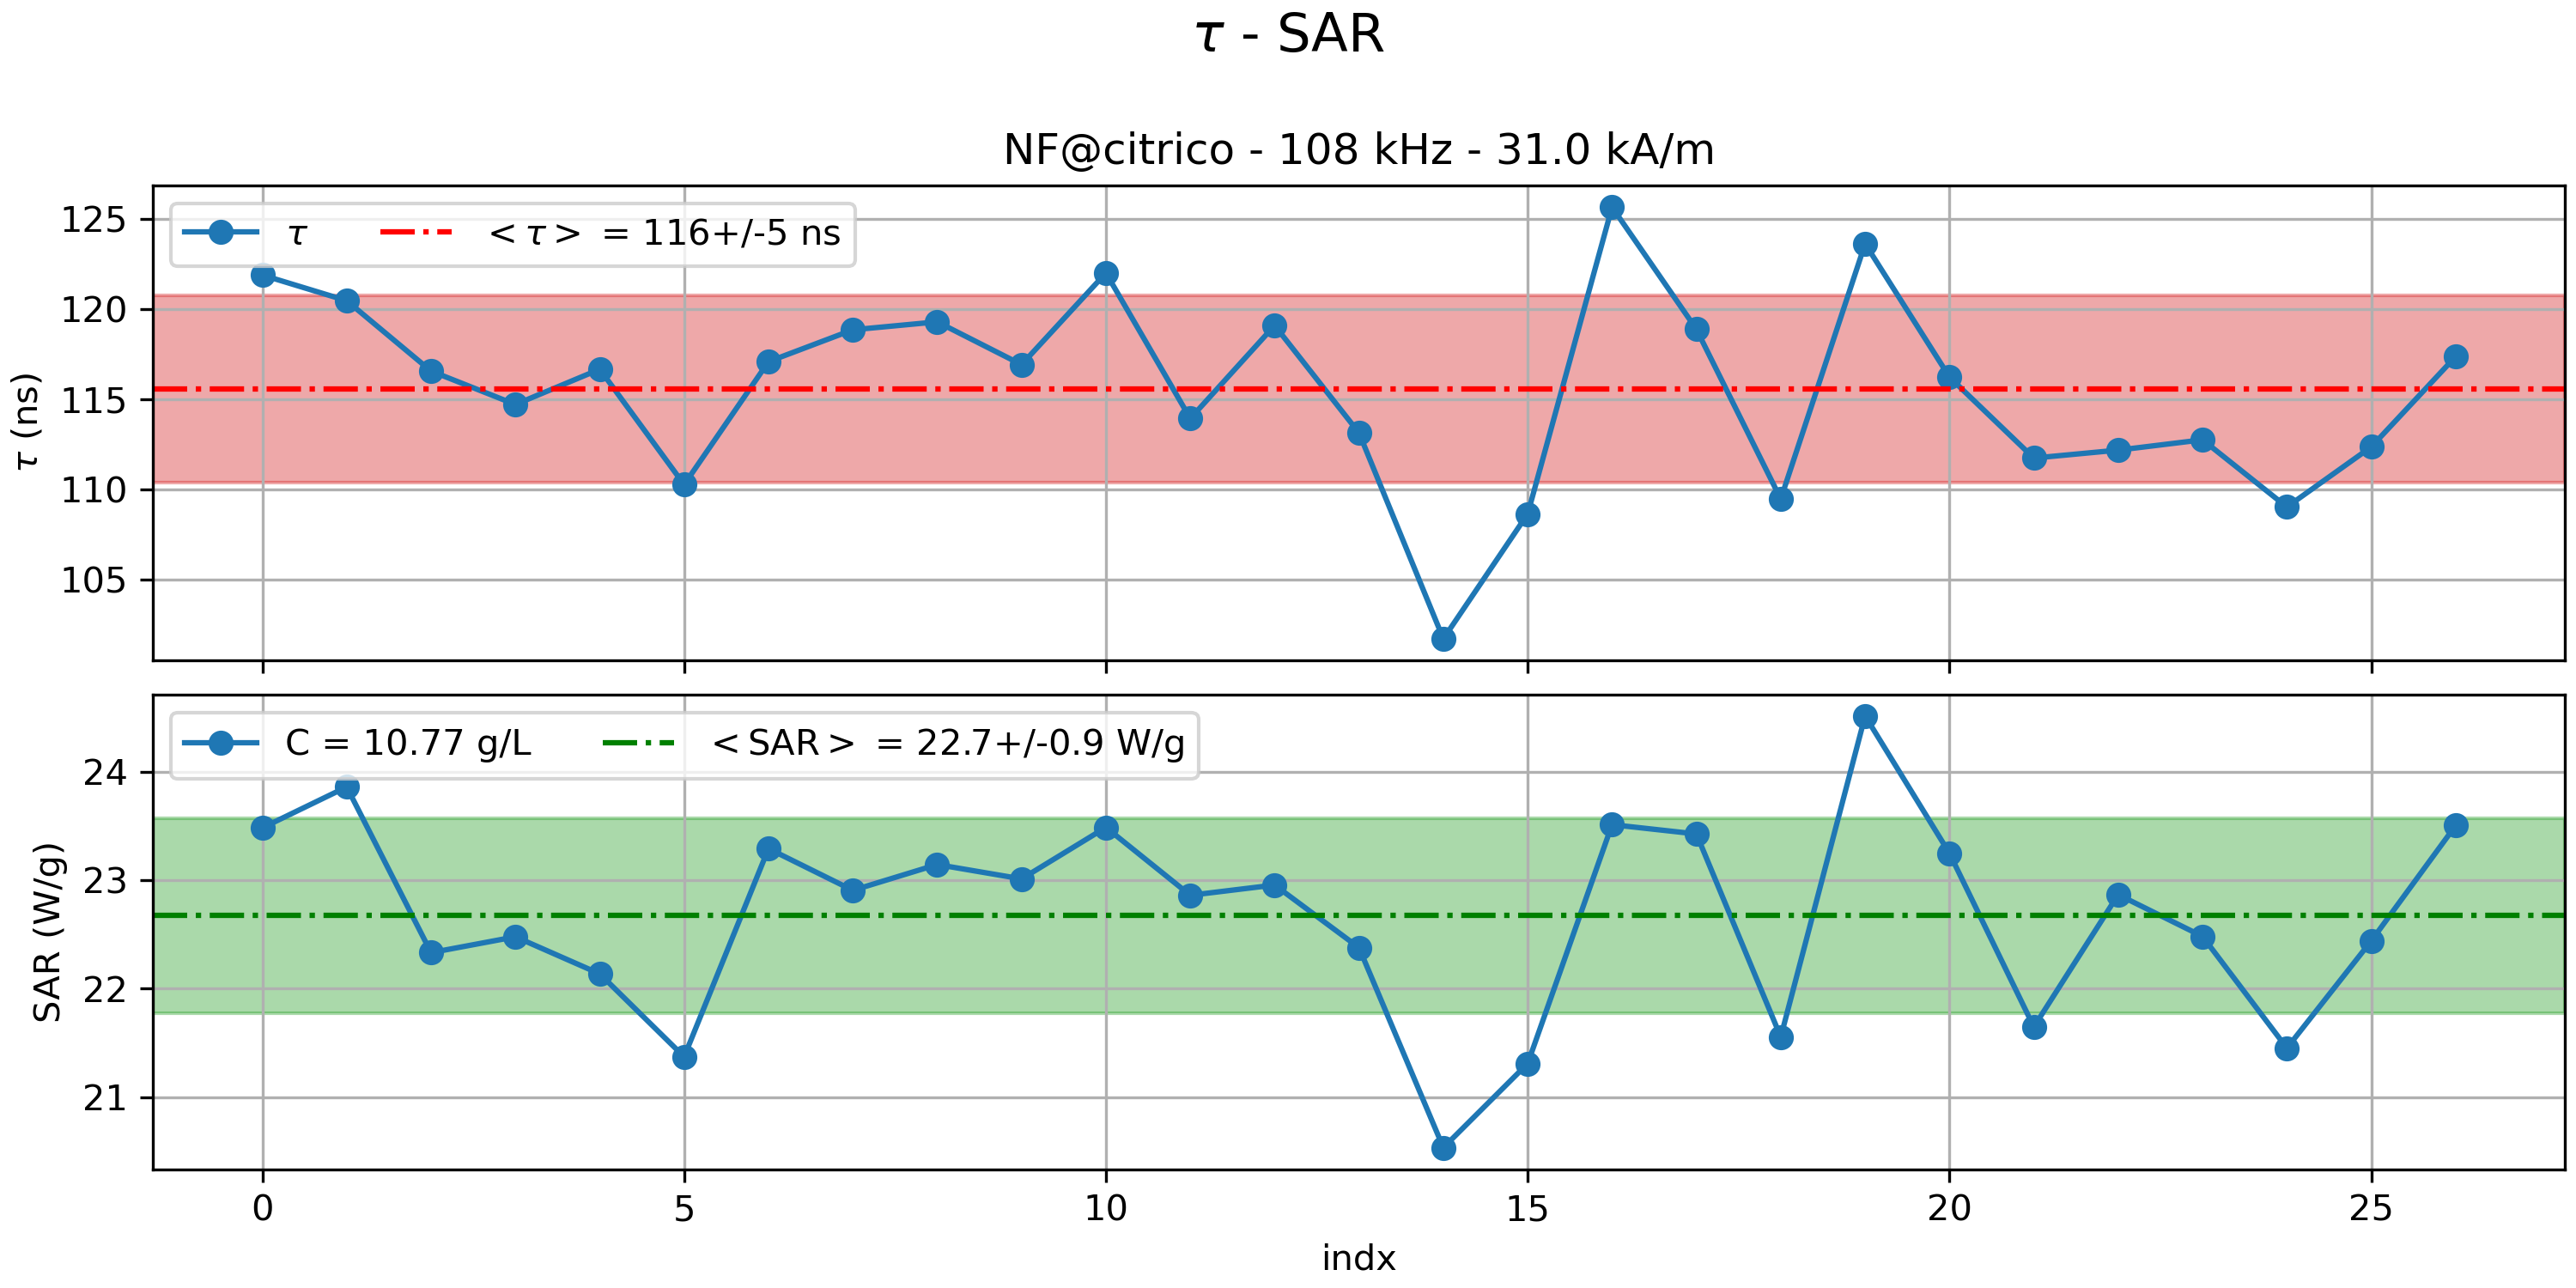 τ - SAR
NF@citrico - 108 kHz - 31.0 kA/m
τ
< τ > = 116+/-5 ns
τ (ns)
125
120
115
110
105
C = 10.77 g/L
< SAR > = 22.7+/-0.9 W/g
SAR (W/g)
24
23
22
21
0 5 10 15 20 25
indx